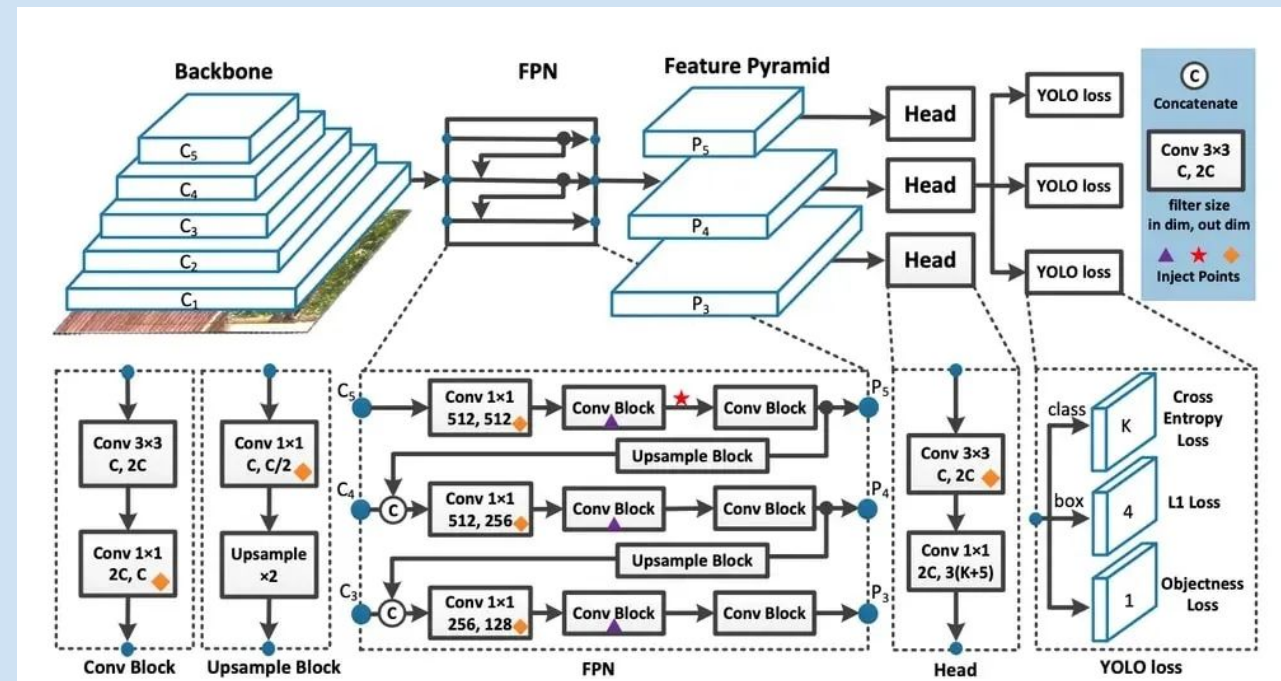 Backbone
FPN
Feature Pyramid
C5
C4
C3
C2
C1
P5
P4
P3
Head
Head
Head
YOLO loss
YOLO loss
YOLO loss
C
Concatenate
Conv 3×3
C, 2C
filter size
in dim, out dim
Inject Points
Conv 3×3
C, 2C
Conv 1×1
2C, C
Conv Block
Conv 1×1
C, C/2
Upsample
×2
Upsample Block
C5
Conv 1×1
512, 512
Conv Block
Conv Block
P5
Upsample Block
C4
C
Conv 1×1
512, 256
Conv Block
Conv Block
P4
Upsample Block
C3
C
Conv 1×1
256, 128
Conv Block
Conv Block
P3
FPN
Conv 3×3
C, 2C
Conv 1×1
2C, 3(K+5)
Head
class
K
Cross
Entropy
Loss
box
4
L1 Loss
1
Objectness
Loss
YOLO loss